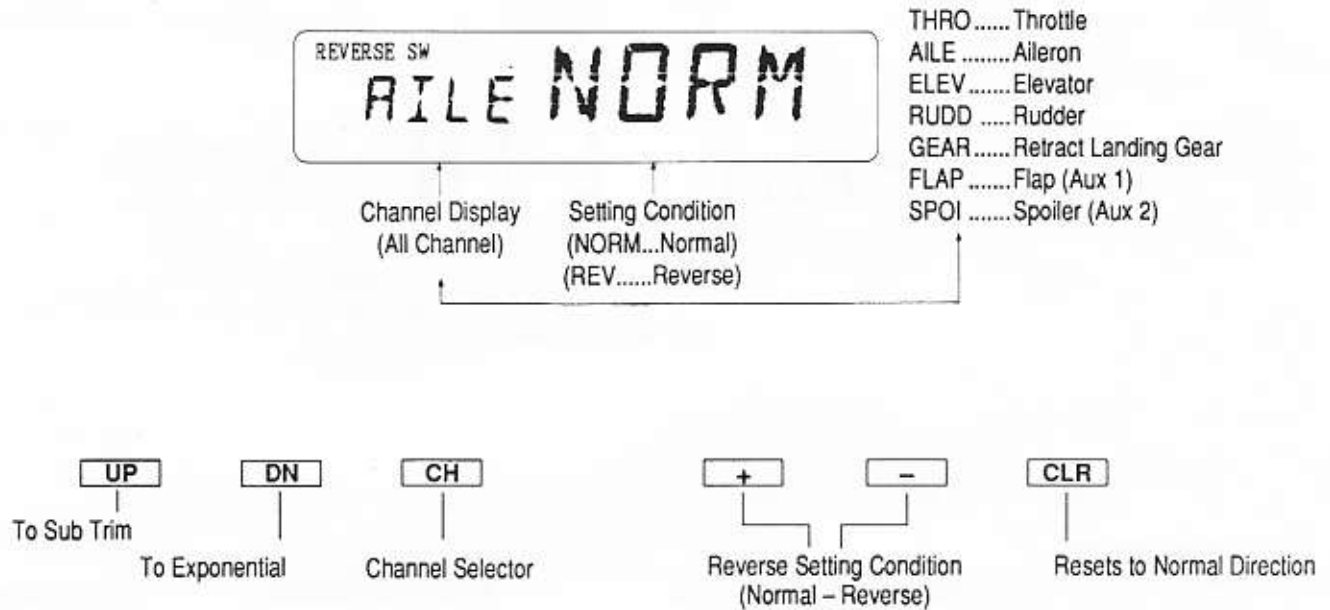 REVERSE SW
AILE NORM
THRO ...... Throttle
AILE ........ Aileron
ELEV ....... Elevator
RUDD ..... Rudder
GEAR ...... Retract Landing Gear
FLAP ....... Flap (Aux 1)
SPOI ....... Spoiler (Aux 2)
Channel Display
(All Channel)
Setting Condition
(NORM...Normal)
(REV......Reverse)
UP
DN
CH
+
–
CLR
To Sub Trim
To Exponential
Channel Selector
Reverse Setting Condition
(Normal – Reverse)
Resets to Normal Direction